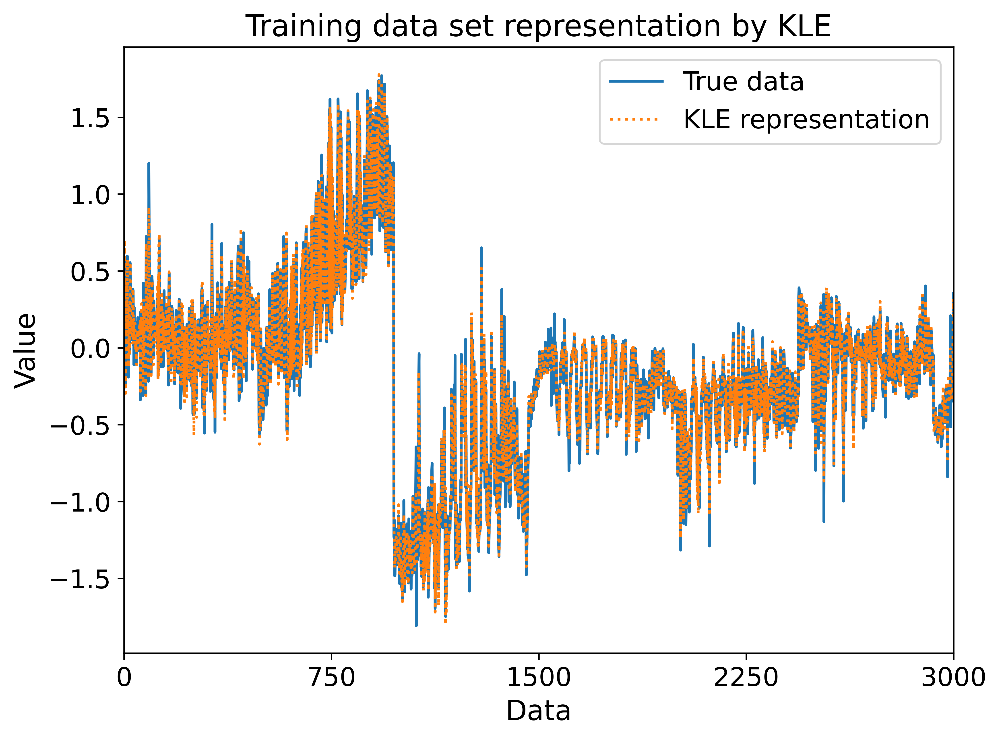 Training data set representation by KLE
True data
KLE representation
1.5
1.0
0.5
0.0
−0.5
−1.0
−1.5
Value
0 750 1500 2250 3000
Data